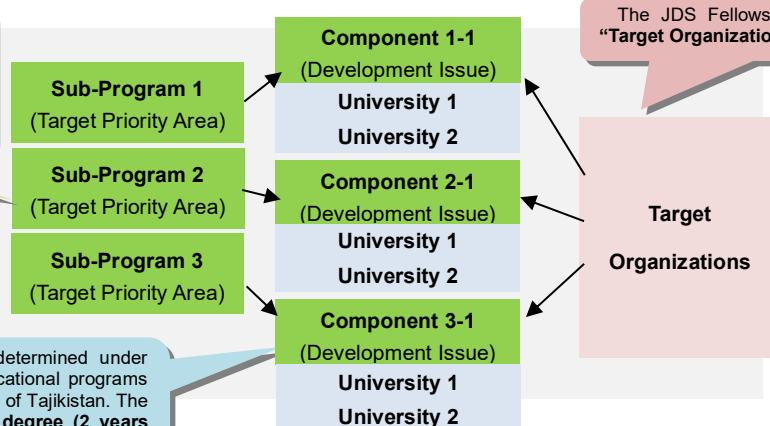 The JDS Fellows
"Target Organizatio
Sub-Program 1
(Target Priority Area)
Sub-Program 2
(Target Priority Area)
Sub-Program 3
(Target Priority Area)
Component 1-1
(Development Issue)
University 1
University 2
Component 2-1
(Development Issue)
University 1
University 2
Component 3-1
(Development Issue)
University 1
University 2
Target
Organizations
determined under
cational programs
of Tajikistan. The
degree (2 years